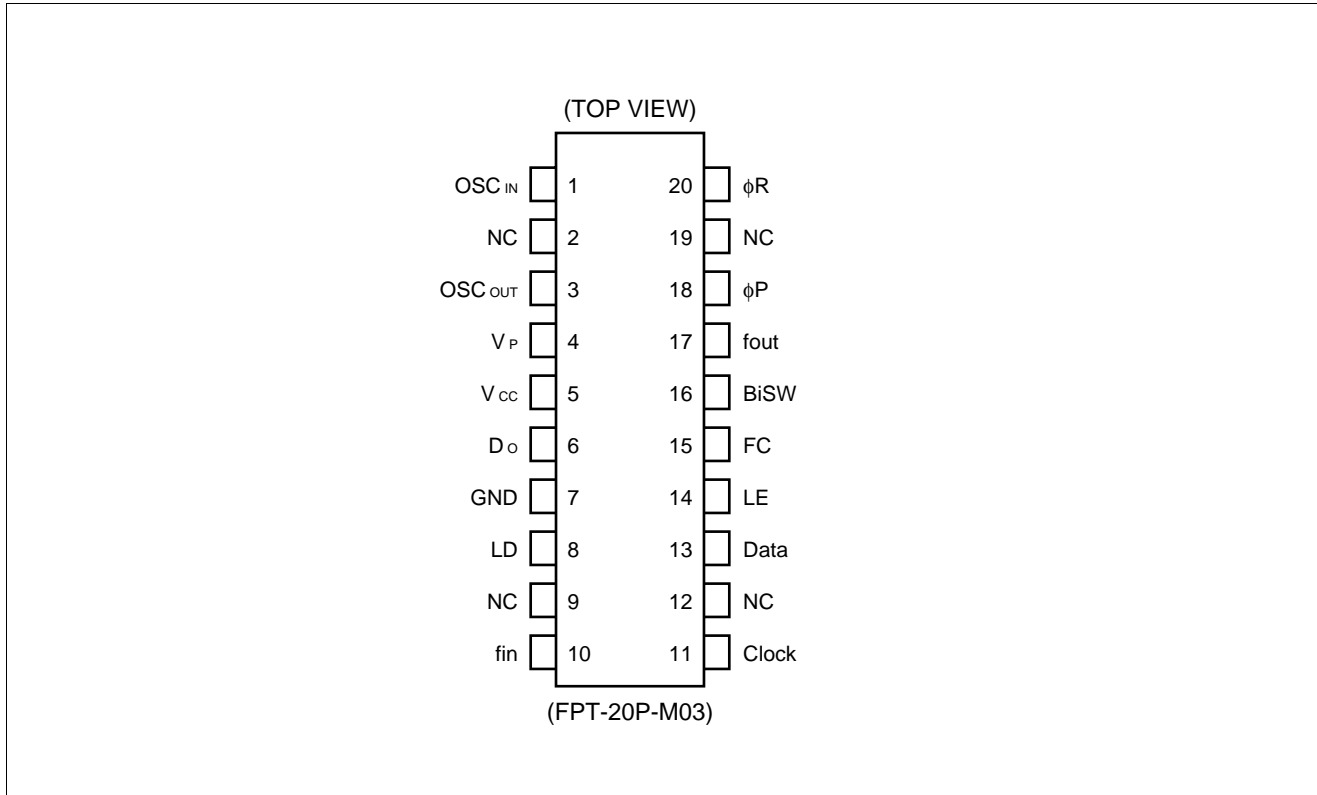 (TOP VIEW)
OSC IN 1 20 ϕR
NC 2 19 NC
OSC OUT 3 18 ϕP
V P 4 17 fout
V CC 5 16 BiSW
D O 6 15 FC
GND 7 14 LE
LD 8 13 Data
NC 9 12 NC
fin 10 11 Clock
(FPT-20P-M03)